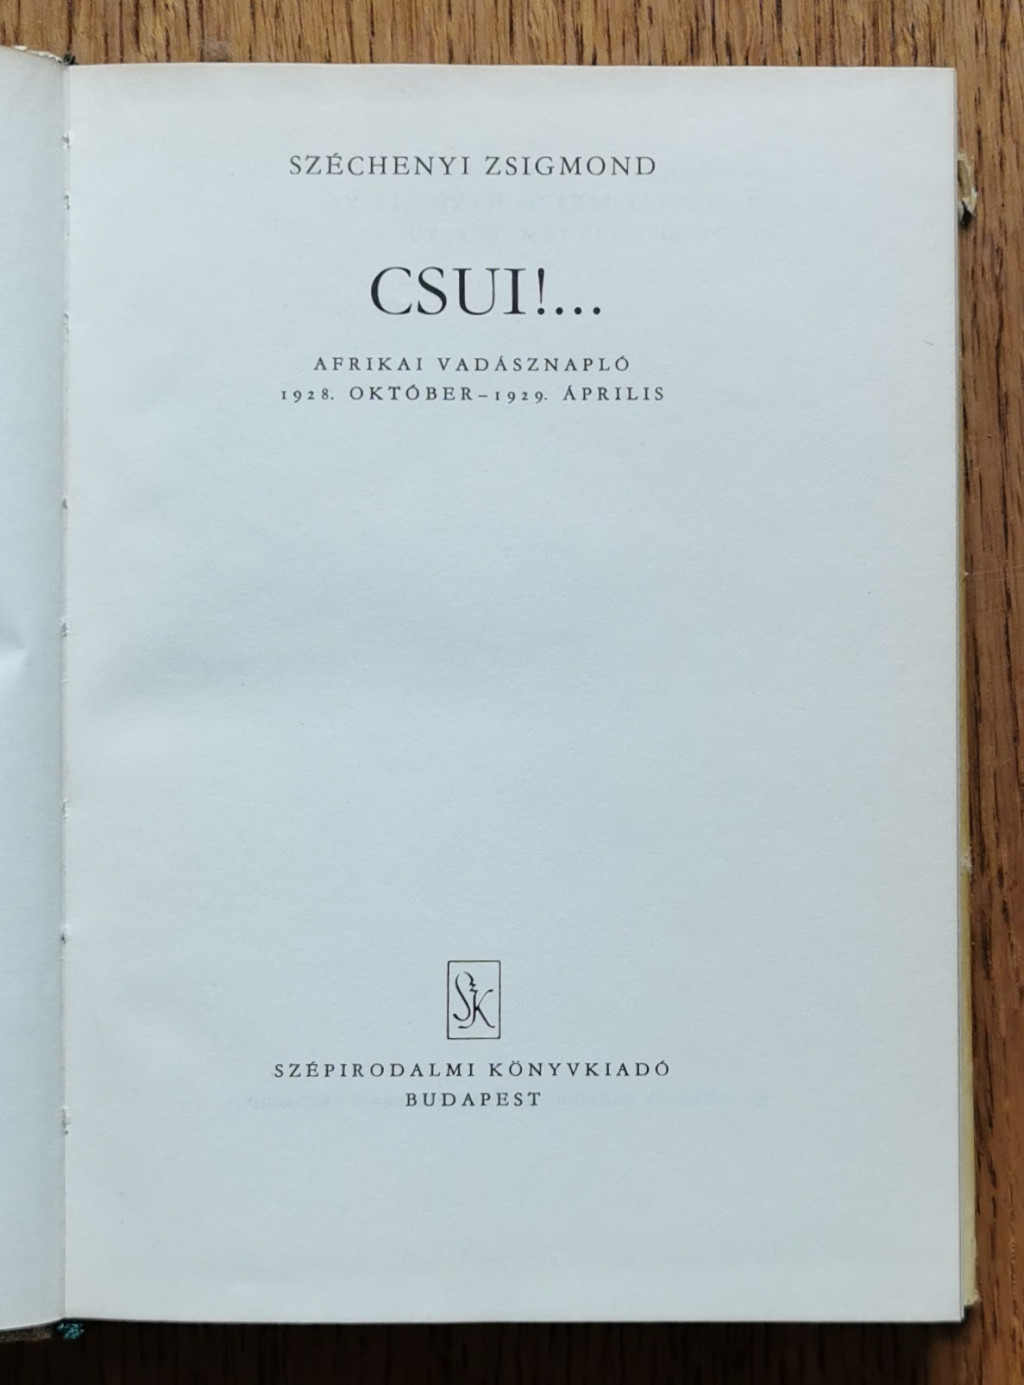 SZÉCHENYI ZSIGMOND
CSUI!...
AFRIKAI VADÁSZNAPLÓ
1928. OKTÓBER–1929. ÁPRILIS
SZK
SZÉPIRODALMI KÖNYVKIADÓ
BUDAPEST